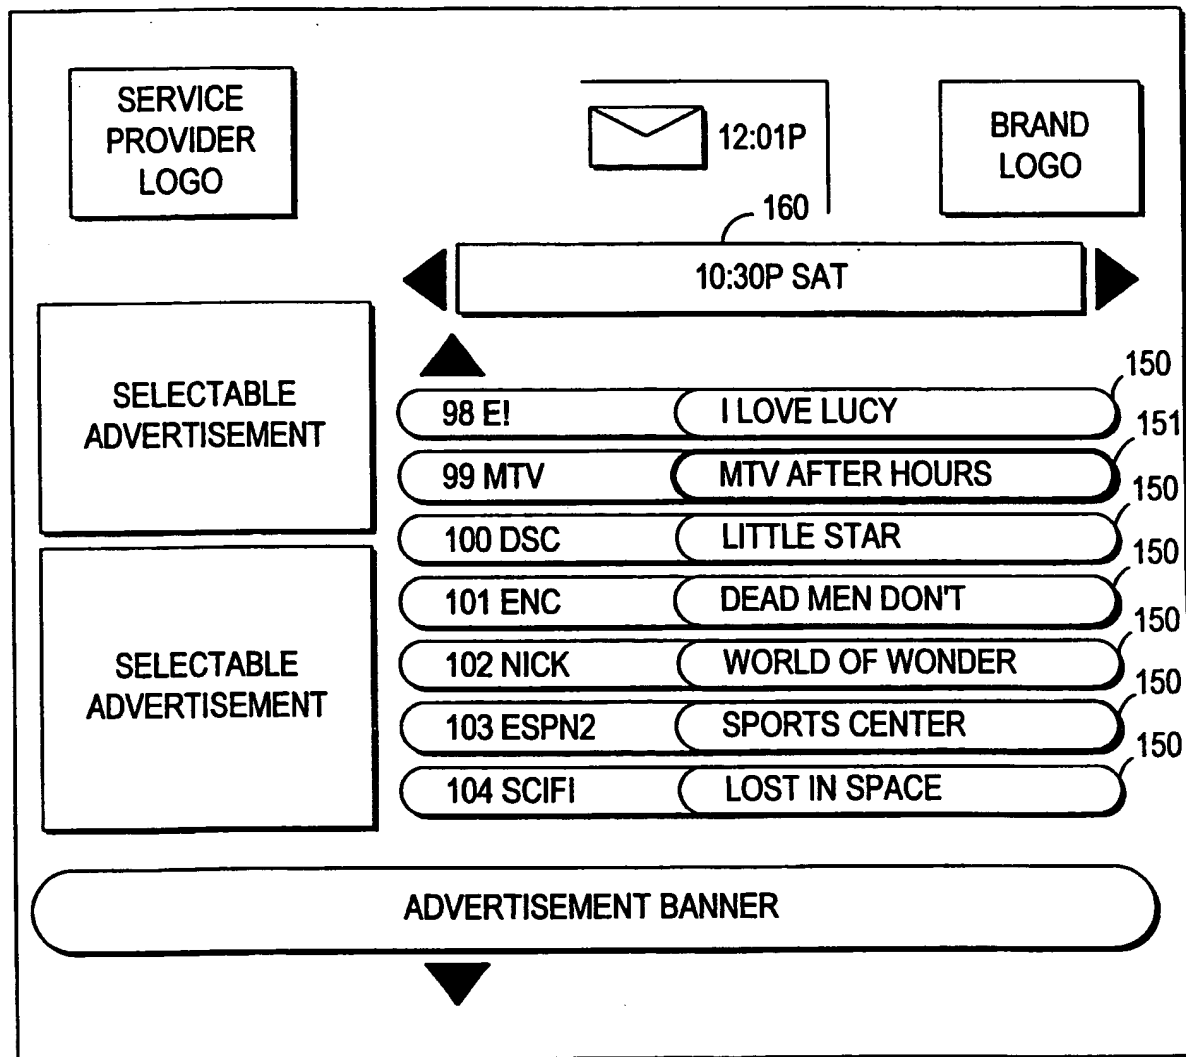 SERVICE
PROVIDER
LOGO
12:01P
BRAND
LOGO
160
10:30P SAT
SELECTABLE
ADVERTISEMENT
150
98 E! I LOVE LUCY
151
99 MTV MTV AFTER HOURS
150
100 DSC LITTLE STAR
150
101 ENC DEAD MEN DON'T
150
102 NICK WORLD OF WONDER
150
103 ESPN2 SPORTS CENTER
150
104 SCIFI LOST IN SPACE
SELECTABLE
ADVERTISEMENT
ADVERTISEMENT BANNER